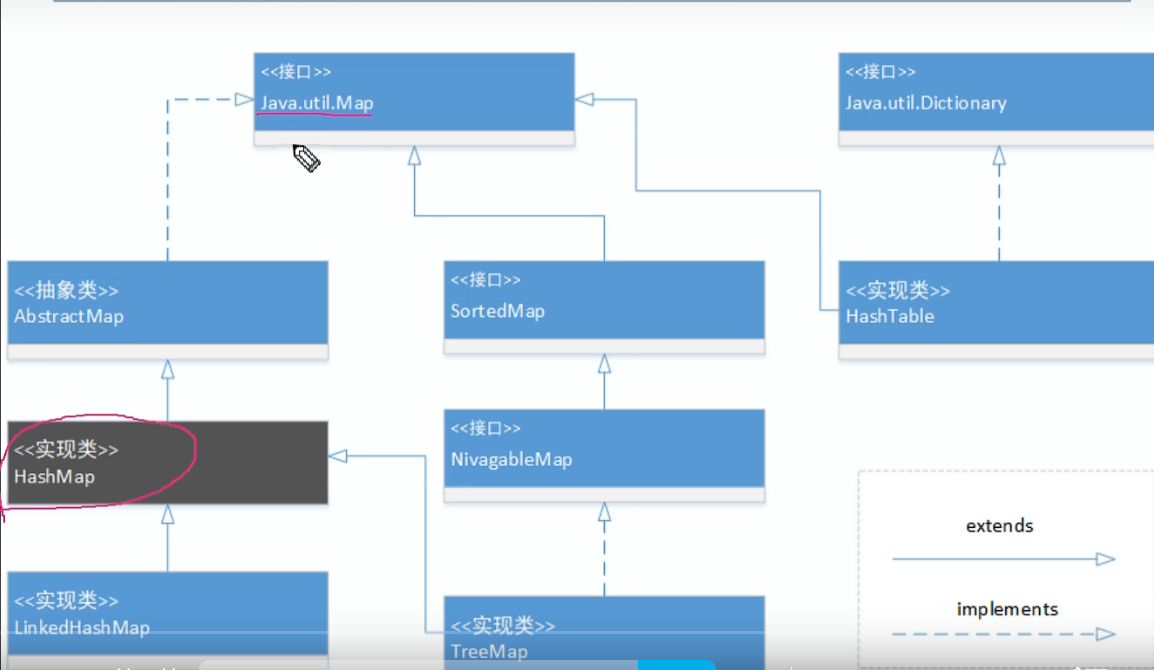 <<接口>>
Java.util.Map
<<接口>>
Java.util.Dictionary
<<抽象类>>
AbstractMap
<<接口>>
SortedMap
<<实现类>>
HashTable
<<实现类>>
HashMap
<<接口>>
NivagableMap
extends
implements
<<实现类>>
LinkedHashMap
<<实现类>>
TreeMap